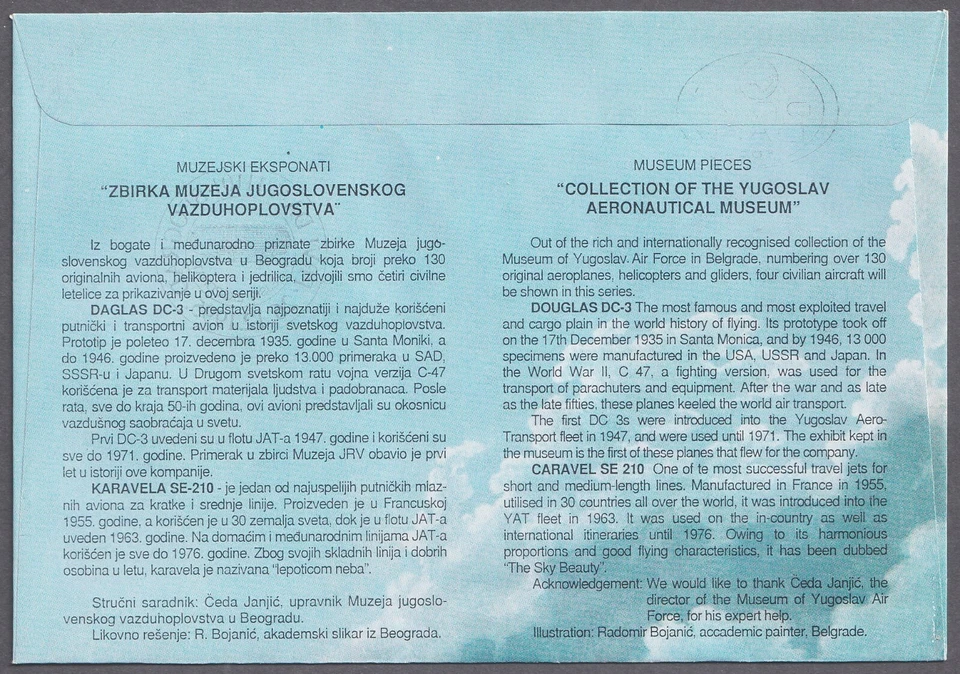 MUZEJSKI EKSPONATI
“ZBIRKA MUZEJA JUGOSLOVENSKOG
VAZDUHOPLOVSTVA”
Iz bogate i međunarodno priznate zbirke Muzeja jugo-
slovenskog vazduhoplovstva u Beogradu koja broji preko 130
originalnih aviona, helikoptera i jedrilica, izdvojili smo četiri civilne
letelice za prikazivanje u ovoj seriji.
DAGLAS DC-3 - predstavlja najpoznatiji i najduže korišćeni
putnički i transportni avion u istoriji svetskog vazduhoplovstva.
Prototip je poleteo 17. decembra 1935. godine u Santa Moniki, a
do 1946. godine proizvedeno je preko 13.000 primeraka u SAD,
SSSR-u i Japanu. U Drugom svetskom ratu vojna verzija C-47
korišćena je za transport materijala ljudstva i padobranaca. Posle
rata, sve do kraja 50-ih godina, ovi avioni predstavljali su okosnicu
vazdušnog saobraćaja u svetu.
Prvi DC-3 uvedeni su u flotu JAT-a 1947. godine i korišćeni su
sve do 1971. godine. Primerak u zbirci Muzeja JRV obavio je prvi
let u istoriji ove kompanije.
KARAVELA SE-210 - je jedan od najuspelijih putničkih mlaz-
nih aviona za kratke i srednje linije. Proizveden je u Francuskoj
1955. godine, a korišćen je u 30 zemalja sveta, dok je u flotu JAT-a
uveden 1963. godine. Na domaćim i međunarodnim linijama JAT-a
korišćen je sve do 1976. godine. Zbog svojih skladnih linija i dobrih
osobina u letu, karavela je nazivana “lepoticom neba”.
Stručni saradnik: Čeda Janjić, upravnik Muzeja jugoslo-
venskog vazduhoplovstva u Beogradu.
Likovno rešenje: R. Bojanić, akademski slikar iz Beograda.
MUSEUM PIECES
“COLLECTION OF THE YUGOSLAV
AERONAUTICAL MUSEUM”
Out of the rich and internationally recognised collection of the
Museum of Yugoslav Air Force in Belgrade, numbering over 130
original aeroplanes, helicopters and gliders, four civilian aircraft will
be shown in this series.
DOUGLAS DC-3 The most famous and most exploited travel
and cargo plain in the world history of flying. Its prototype took off
on the 17th December 1935 in Santa Monica, and by 1946, 13 000
specimens were manufactured in the USA, USSR and Japan. In
the World War II, C 47, a fighting version, was used for the
transport of parachuters and equipment. After the war and as late
as the late fifties, these planes keeled the world air transport.
The first DC 3s were introduced into the Yugoslav Aero-
Transport fleet in 1947, and were used until 1971. The exhibit kept in
the museum is the first of these planes that flew for the company.
CARAVEL SE 210 One of te most successful travel jets for
short and medium-length lines. Manufactured in France in 1955,
utilised in 30 countries all over the world, it was introduced into the
YAT fleet in 1963. It was used on the in-country as well as
international itineraries until 1976. Owing to its harmonious
proportions and good flying characteristics, it has been dubbed
“The Sky Beauty”.
Acknowledgement: We would like to thank Čeda Janjić, the
director of the Museum of Yugoslav Air
Force, for his expert help.
Illustration: Radomir Bojanić, accademic painter, Belgrade.